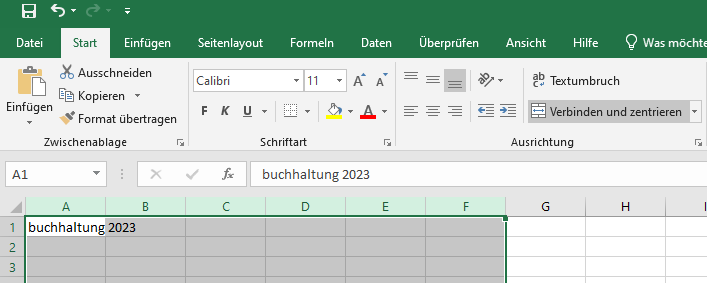 Datei Start Einfügen Seitenlayout Formeln Daten Überprüfen Ansicht Hilfe Was möchte
Einfügen
Ausschneiden
Kopieren
Format übertragen
Zwischenablage
Calibri 11 A A
F K U A
Schriftart
ab c Textumbruch
Verbinden und zentrieren
Ausrichtung
A1 fx buchhaltung 2023
A B C D E F G H I
1 buchhaltung 2023
2
3